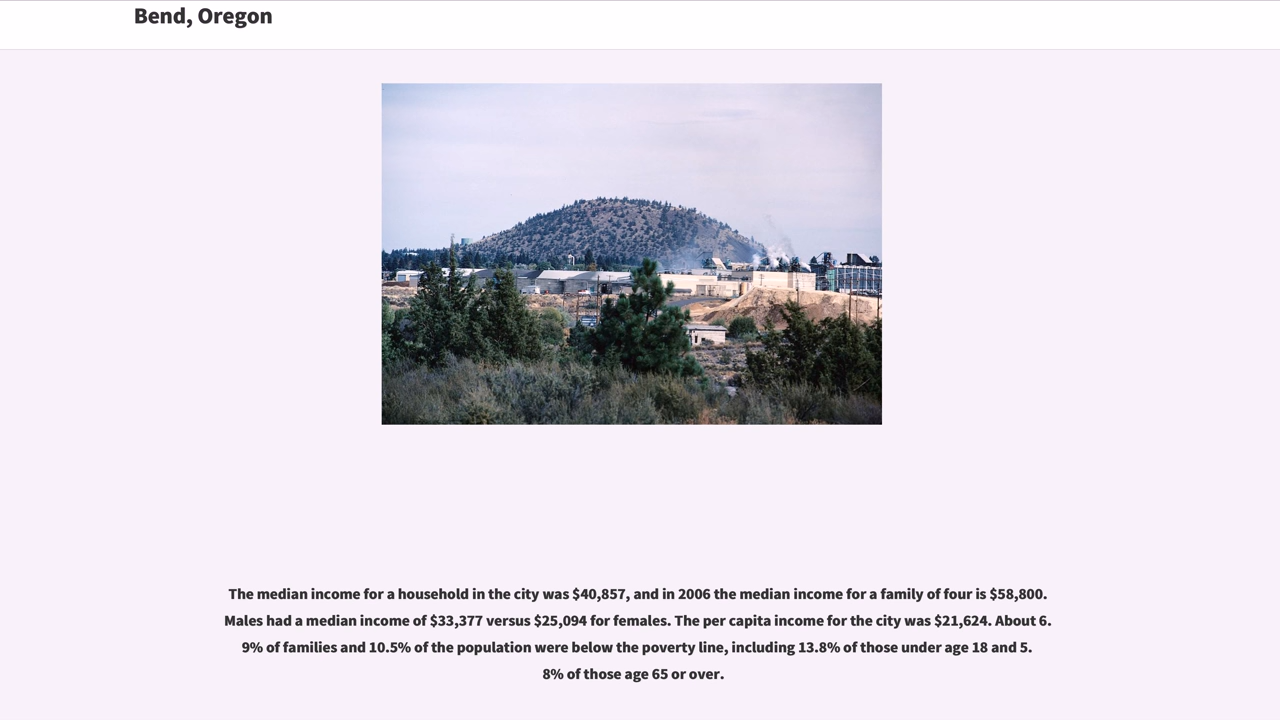 Bend, Oregon
The median income for a household in the city was $40,857, and in 2006 the median income for a family of four is $58,800.
Males had a median income of $33,377 versus $25,094 for females. The per capita income for the city was $21,624. About 6.
9% of families and 10.5% of the population were below the poverty line, including 13.8% of those under age 18 and 5.
8% of those age 65 or over.